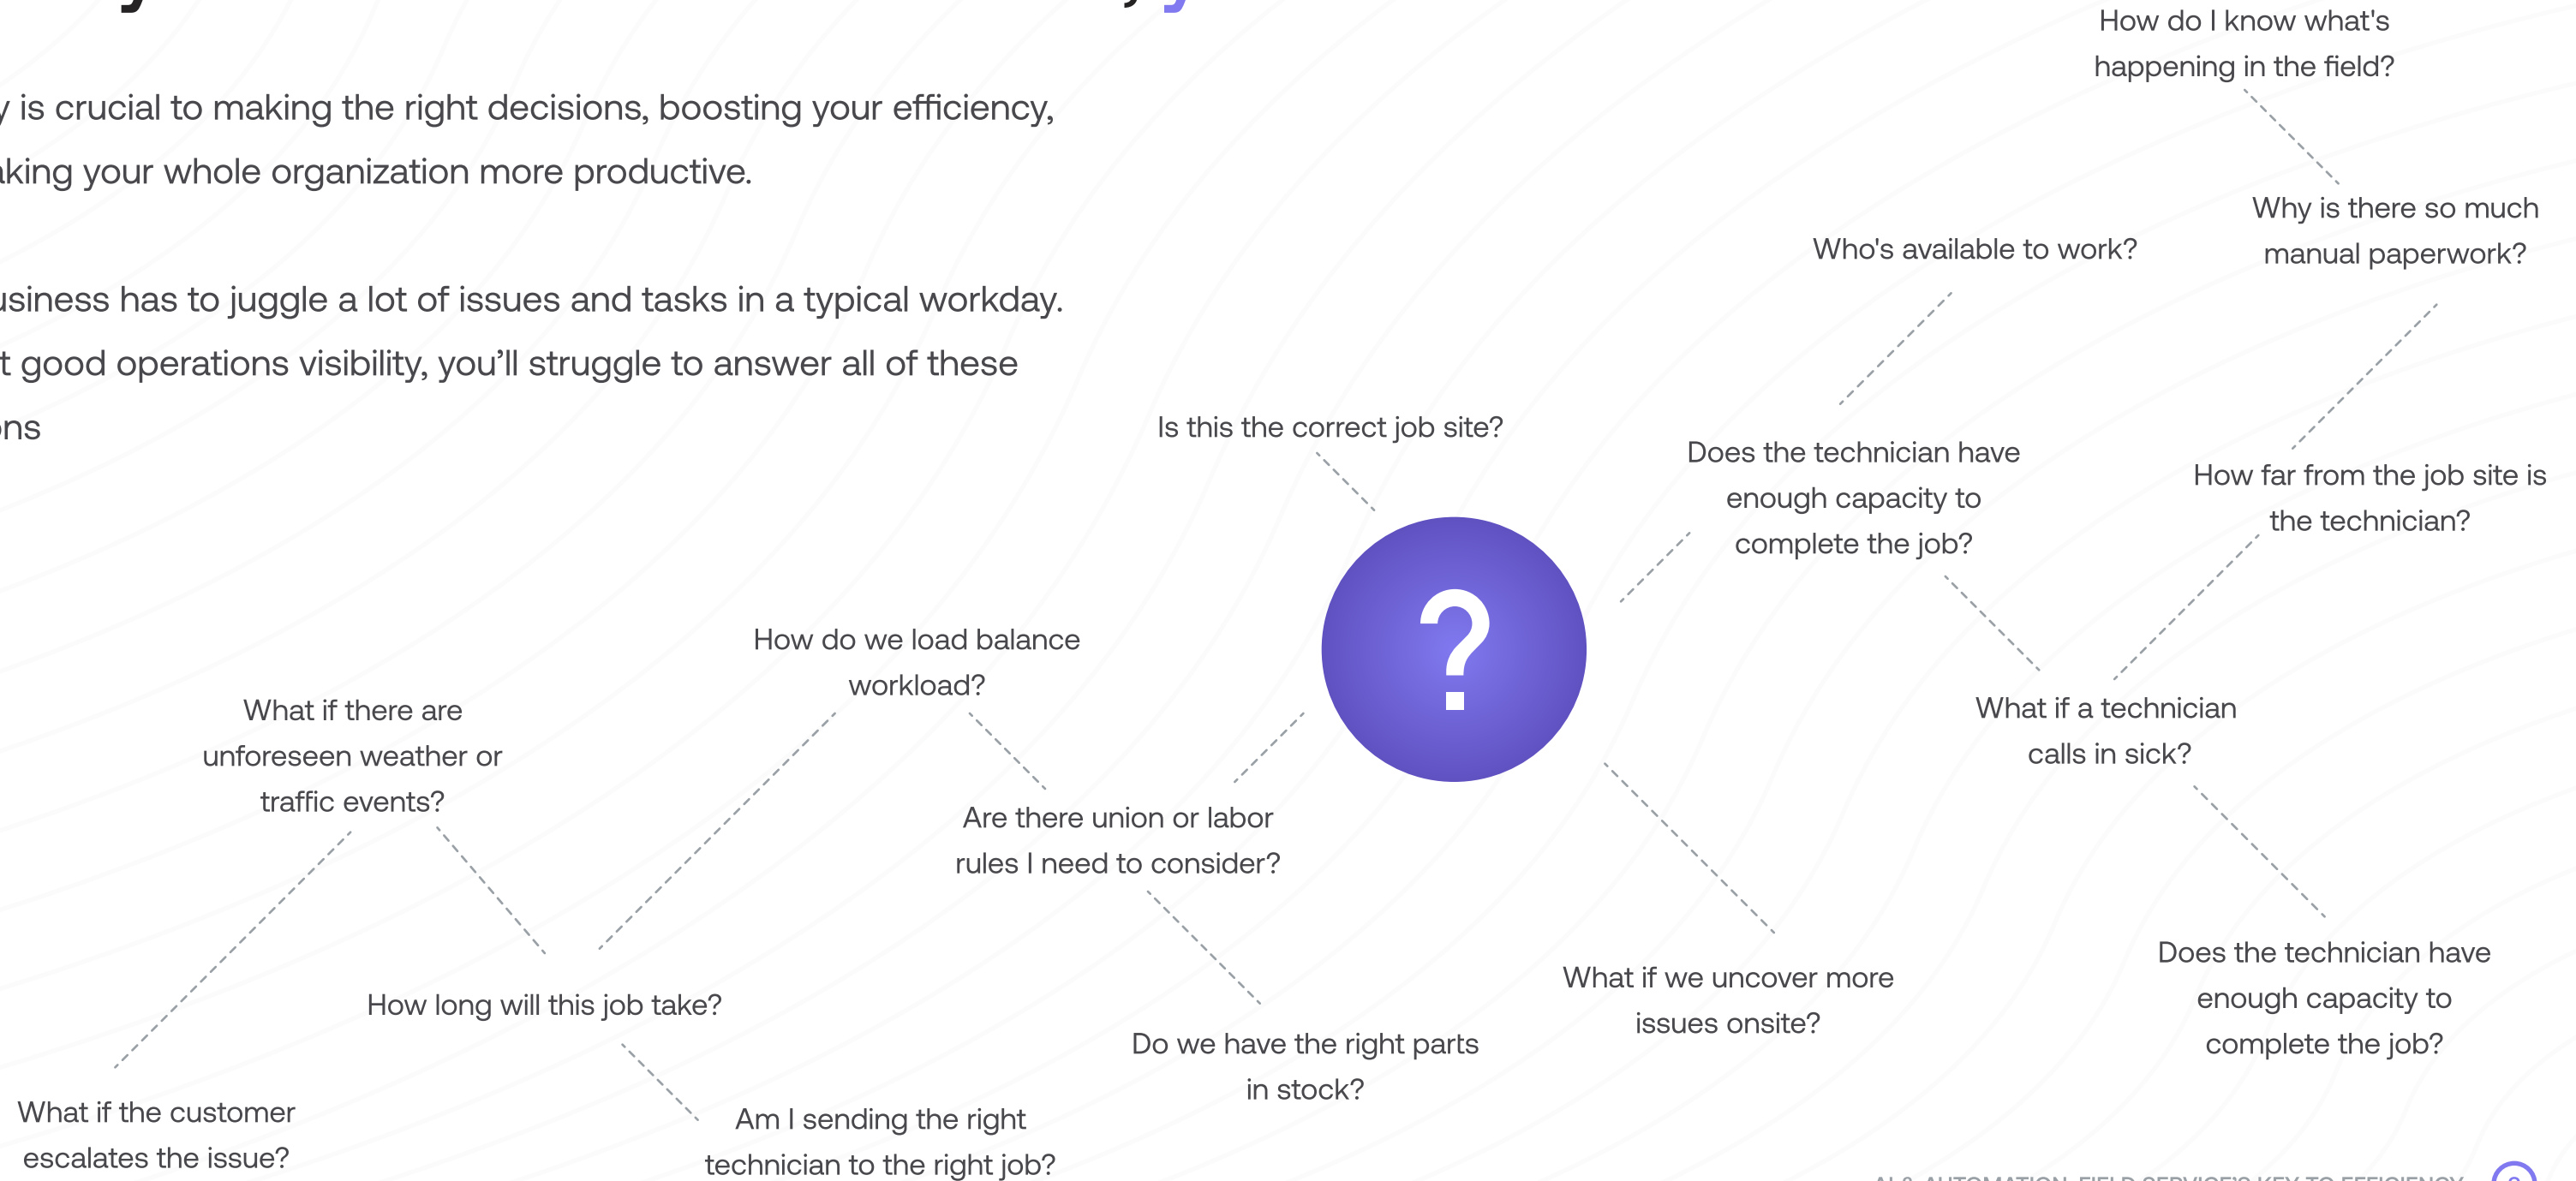 is crucial to making the right decisions, boosting your efficiency,
your whole organization more productive.
has to juggle a lot of issues and tasks in a typical workday.
good operations visibility, you’ll struggle to answer all of these
How do I know what's
happening in the field?
Why is there so much
manual paperwork?
Who's available to work?
Is this the correct job site?
Does the technician have
enough capacity to
complete the job?
How far from the job site is
the technician?
?
How do we load balance
workload?
What if there are
unforeseen weather or
traffic events?
What if a technician
calls in sick?
Are there union or labor
rules I need to consider?
How long will this job take?
What if we uncover more
issues onsite?
Does the technician have
enough capacity to
complete the job?
Do we have the right parts
in stock?
What if the customer
escalates the issue?
Am I sending the right
technician to the right job?
AI & AUTOMATION: FIELD SERVICE'S KEY TO EFFICIENCY